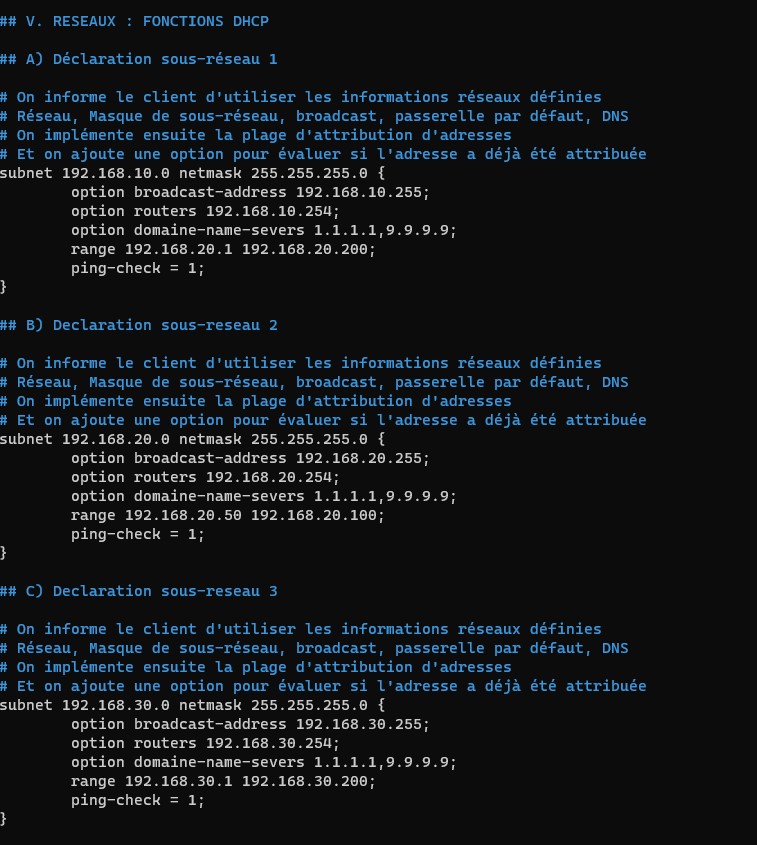 ## V. RESEAUX : FONCTIONS DHCP
## A) Déclaration sous-réseau 1
# On informe le client d'utiliser les informations réseaux définies
# Réseau, Masque de sous-réseau, broadcast, passerelle par défaut, DNS
# On implémente ensuite la plage d'attribution d'adresses
# Et on ajoute une option pour évaluer si l'adresse a déjà été attribuée
subnet 192.168.10.0 netmask 255.255.255.0 {
option broadcast-address 192.168.10.255;
option routers 192.168.10.254;
option domaine-name-severs 1.1.1.1,9.9.9.9;
range 192.168.20.1 192.168.20.200;
ping-check = 1;
}
## B) Declaration sous-reseau 2
# On informe le client d'utiliser les informations réseaux définies
# Réseau, Masque de sous-réseau, broadcast, passerelle par défaut, DNS
# On implémente ensuite la plage d'attribution d'adresses
# Et on ajoute une option pour évaluer si l'adresse a déjà été attribuée
subnet 192.168.20.0 netmask 255.255.255.0 {
option broadcast-address 192.168.20.255;
option routers 192.168.20.254;
option domaine-name-severs 1.1.1.1,9.9.9.9;
range 192.168.20.50 192.168.20.100;
ping-check = 1;
}
## C) Declaration sous-reseau 3
# On informe le client d'utiliser les informations réseaux définies
# Réseau, Masque de sous-réseau, broadcast, passerelle par défaut, DNS
# On implémente ensuite la plage d'attribution d'adresses
# Et on ajoute une option pour évaluer si l'adresse a déjà été attribuée
subnet 192.168.30.0 netmask 255.255.255.0 {
option broadcast-address 192.168.30.255;
option routers 192.168.30.254;
option domaine-name-severs 1.1.1.1,9.9.9.9;
range 192.168.30.1 192.168.30.200;
ping-check = 1;
}